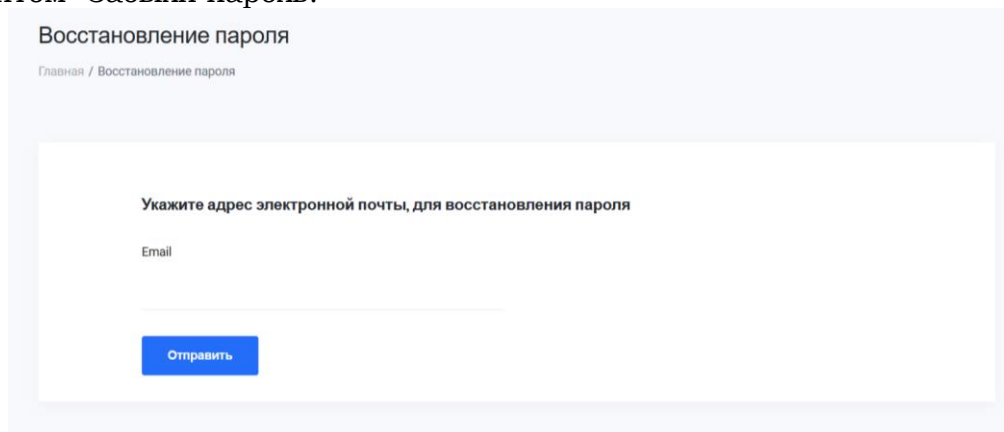 Восстановление пароля
Главная / Восстановление пароля
Укажите адрес электронной почты, для восстановления пароля
Email
Отправить